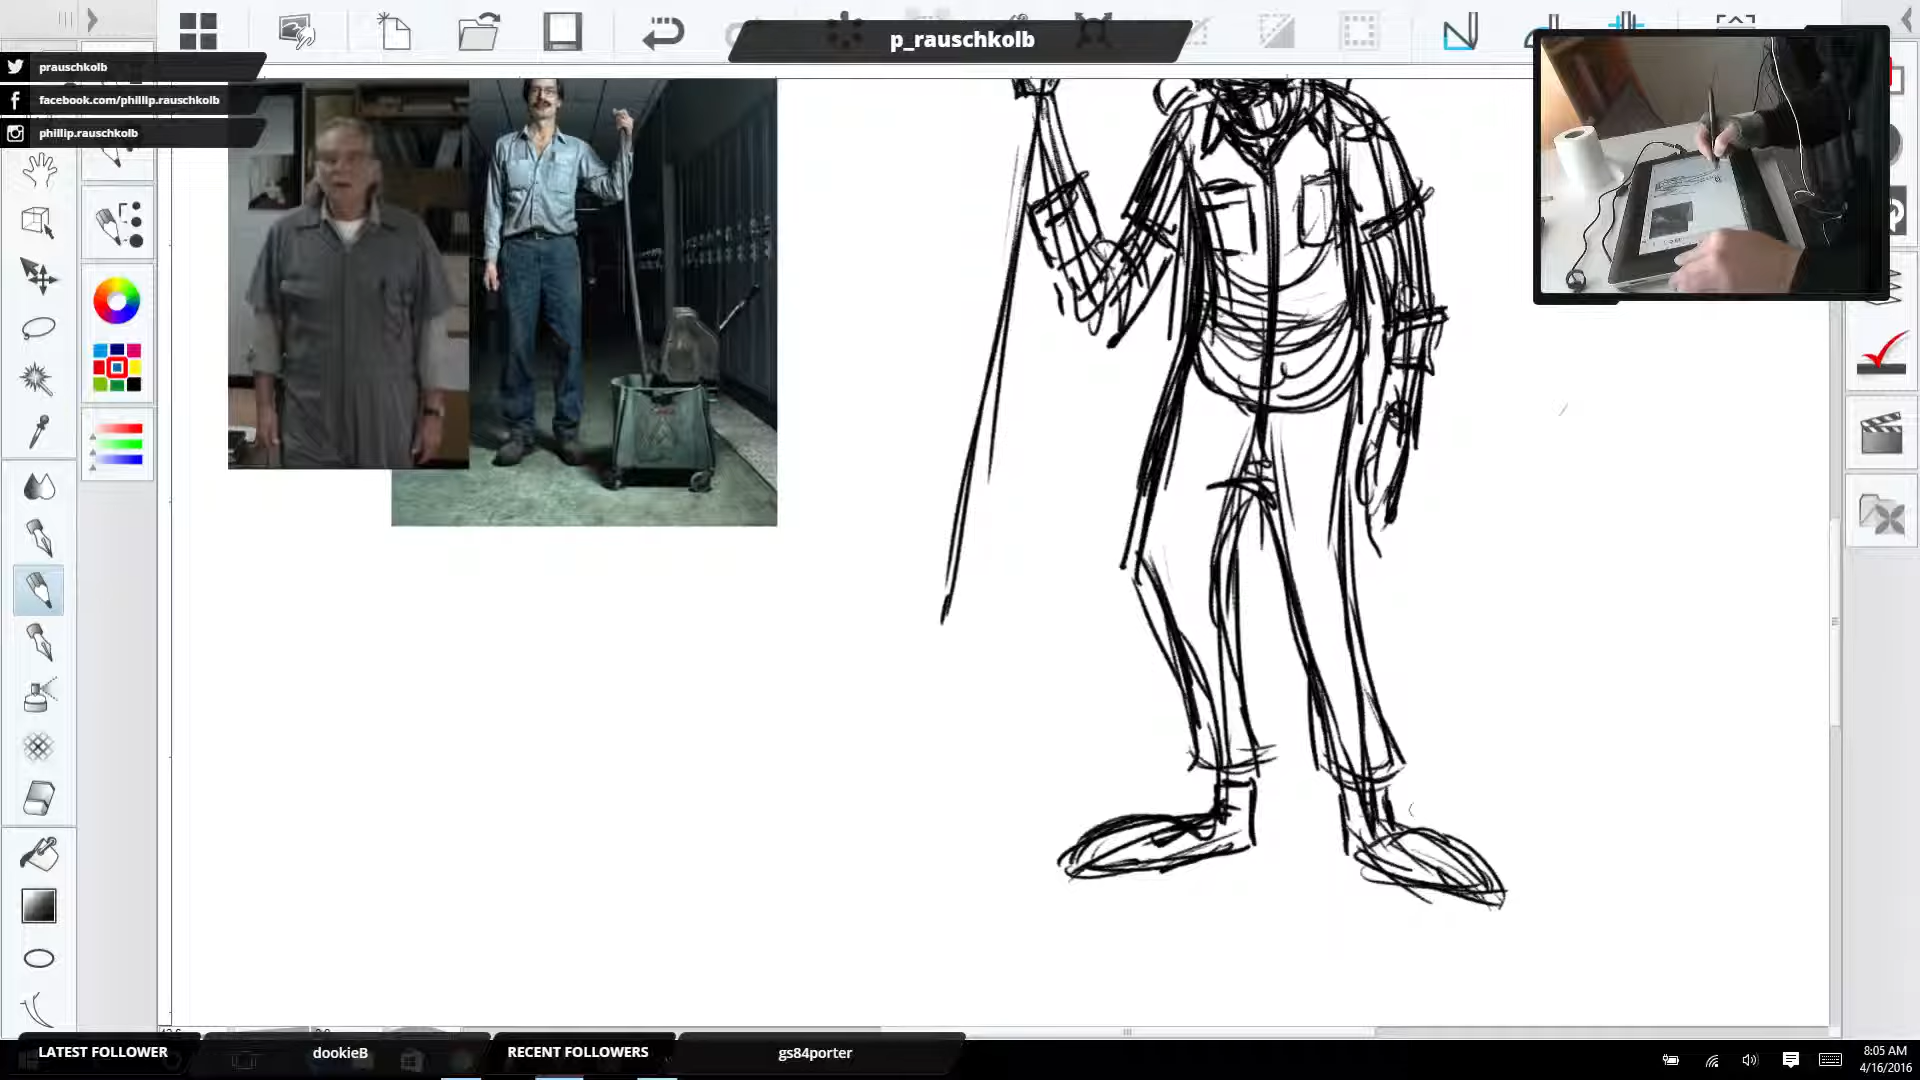 p_rauschkolb
prauschkolb
facebook.com/phillip.rauschkolb
phillip.rauschkolb
LATEST FOLLOWER
dookieB
RECENT FOLLOWERS
gs84porter
8:05 AM
4/16/2016